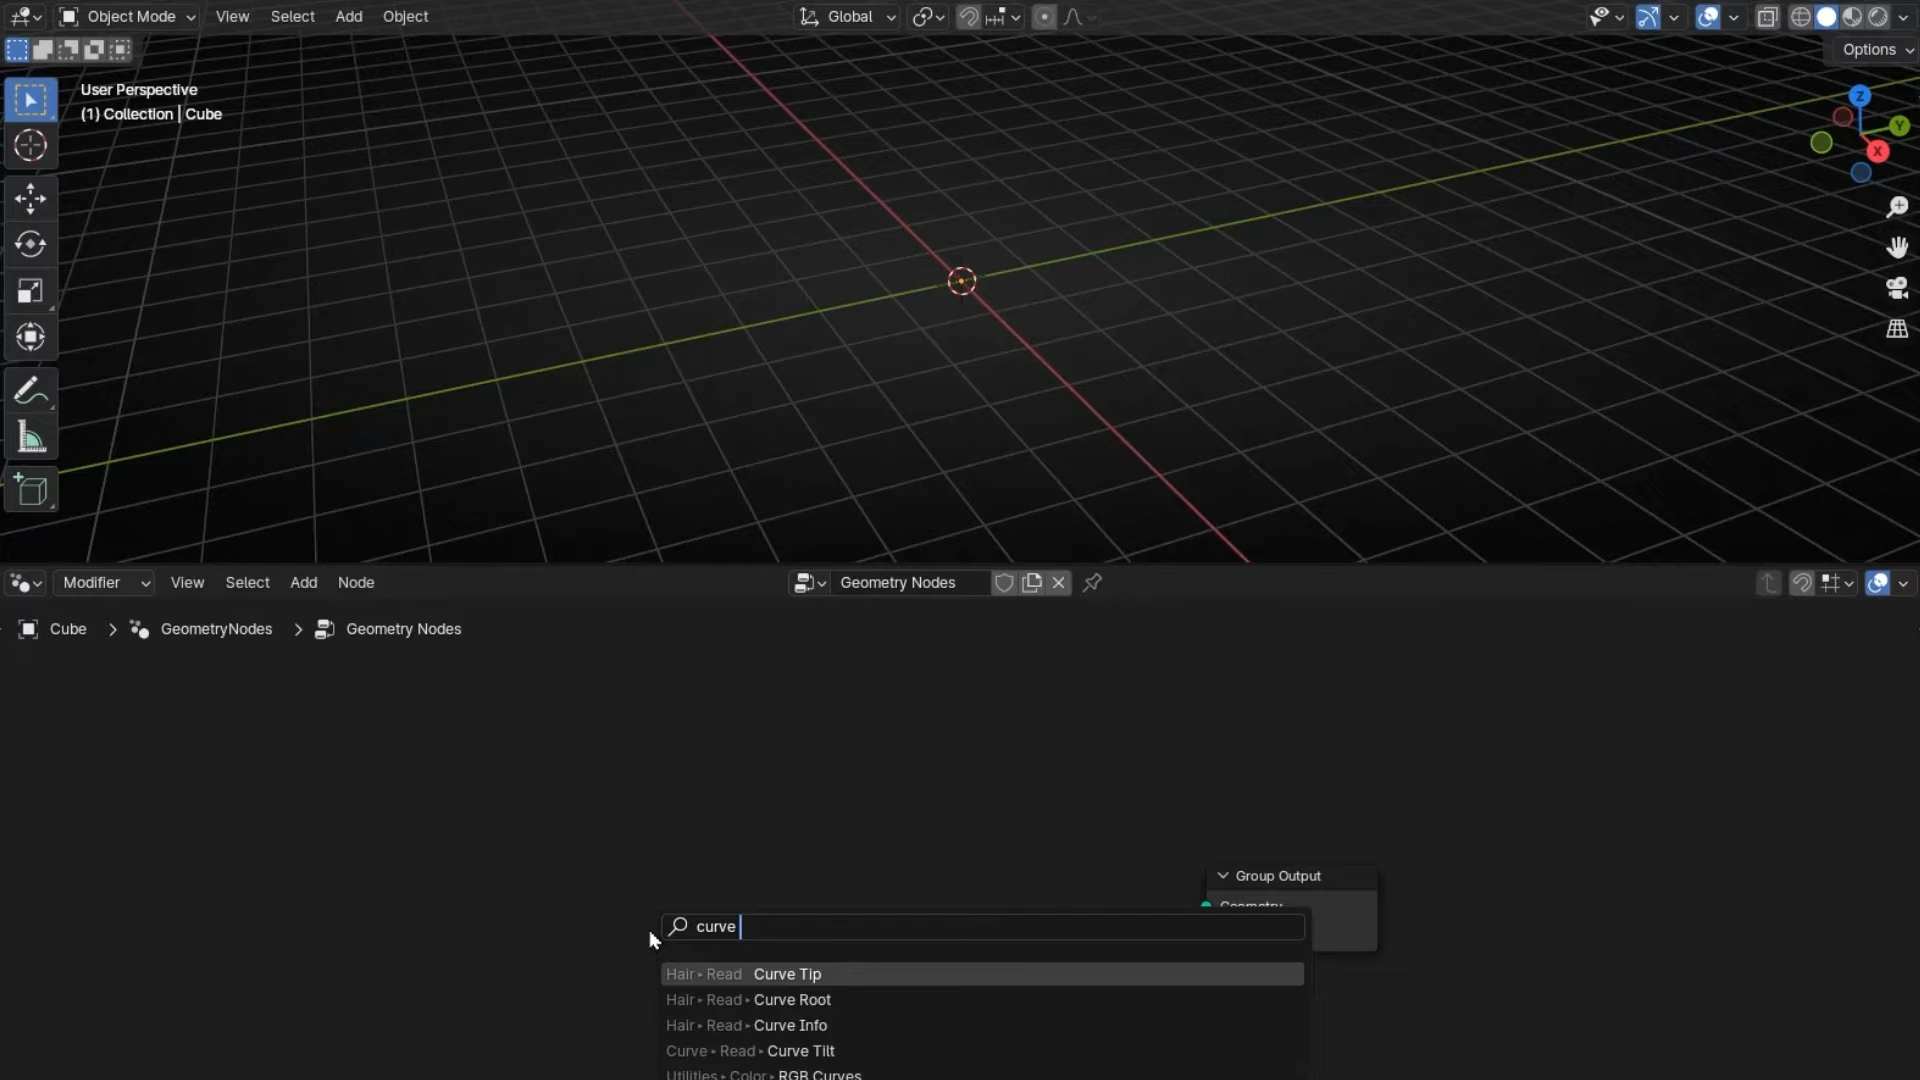 Object Mode View Select Add Object Global
Options
User Perspective
(1) Collection | Cube
Z
Y
X
Modifier View Select Add Node Geometry Nodes
Cube > GeometryNodes > Geometry Nodes
Group Output
Geometry
curve
Hair ▸ Read Curve Tip
Hair ▸ Read ▸ Curve Root
Hair ▸ Read ▸ Curve Info
Curve ▸ Read ▸ Curve Tilt
Utilities ▸ Color ▸ RGB Curves